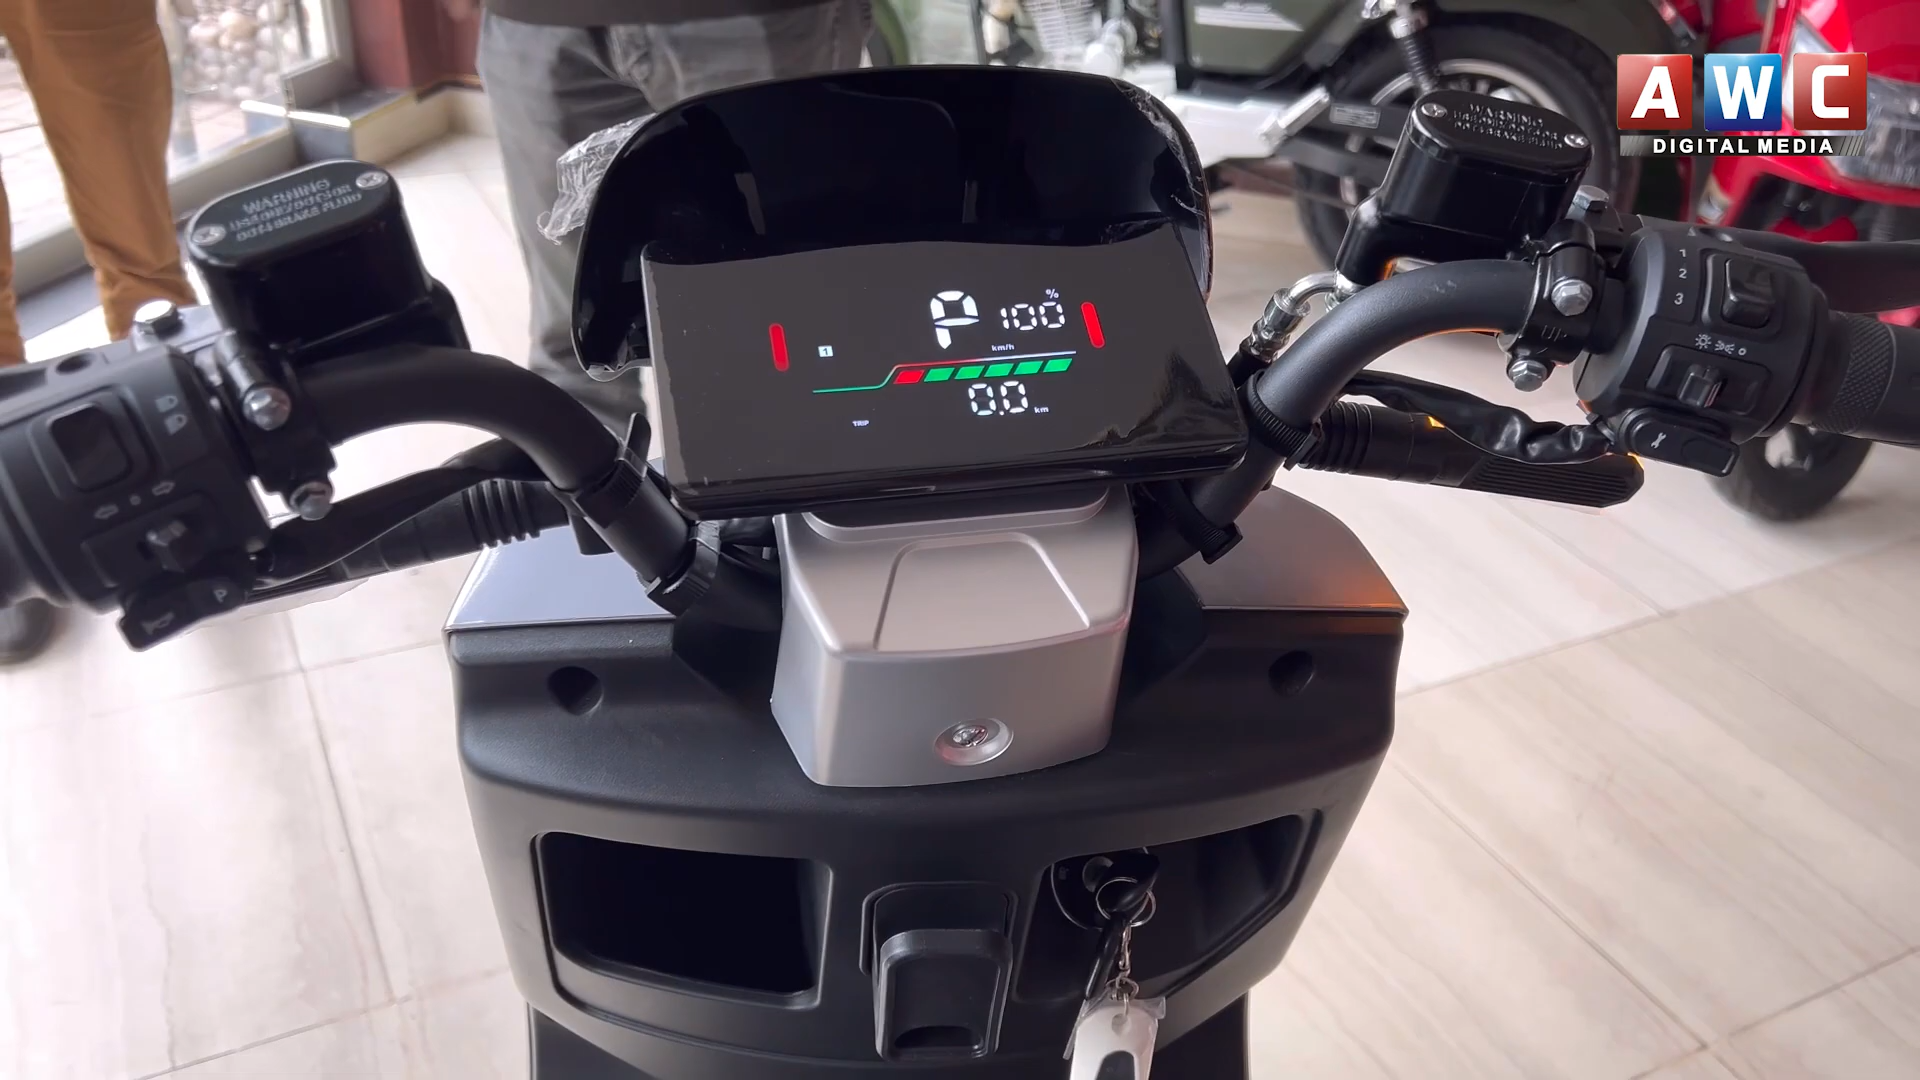 AWC
DIGITAL MEDIA
WARNING
WARNING
1
2
3
P 100 %
1
km/h
0.0 km
TRIP
P